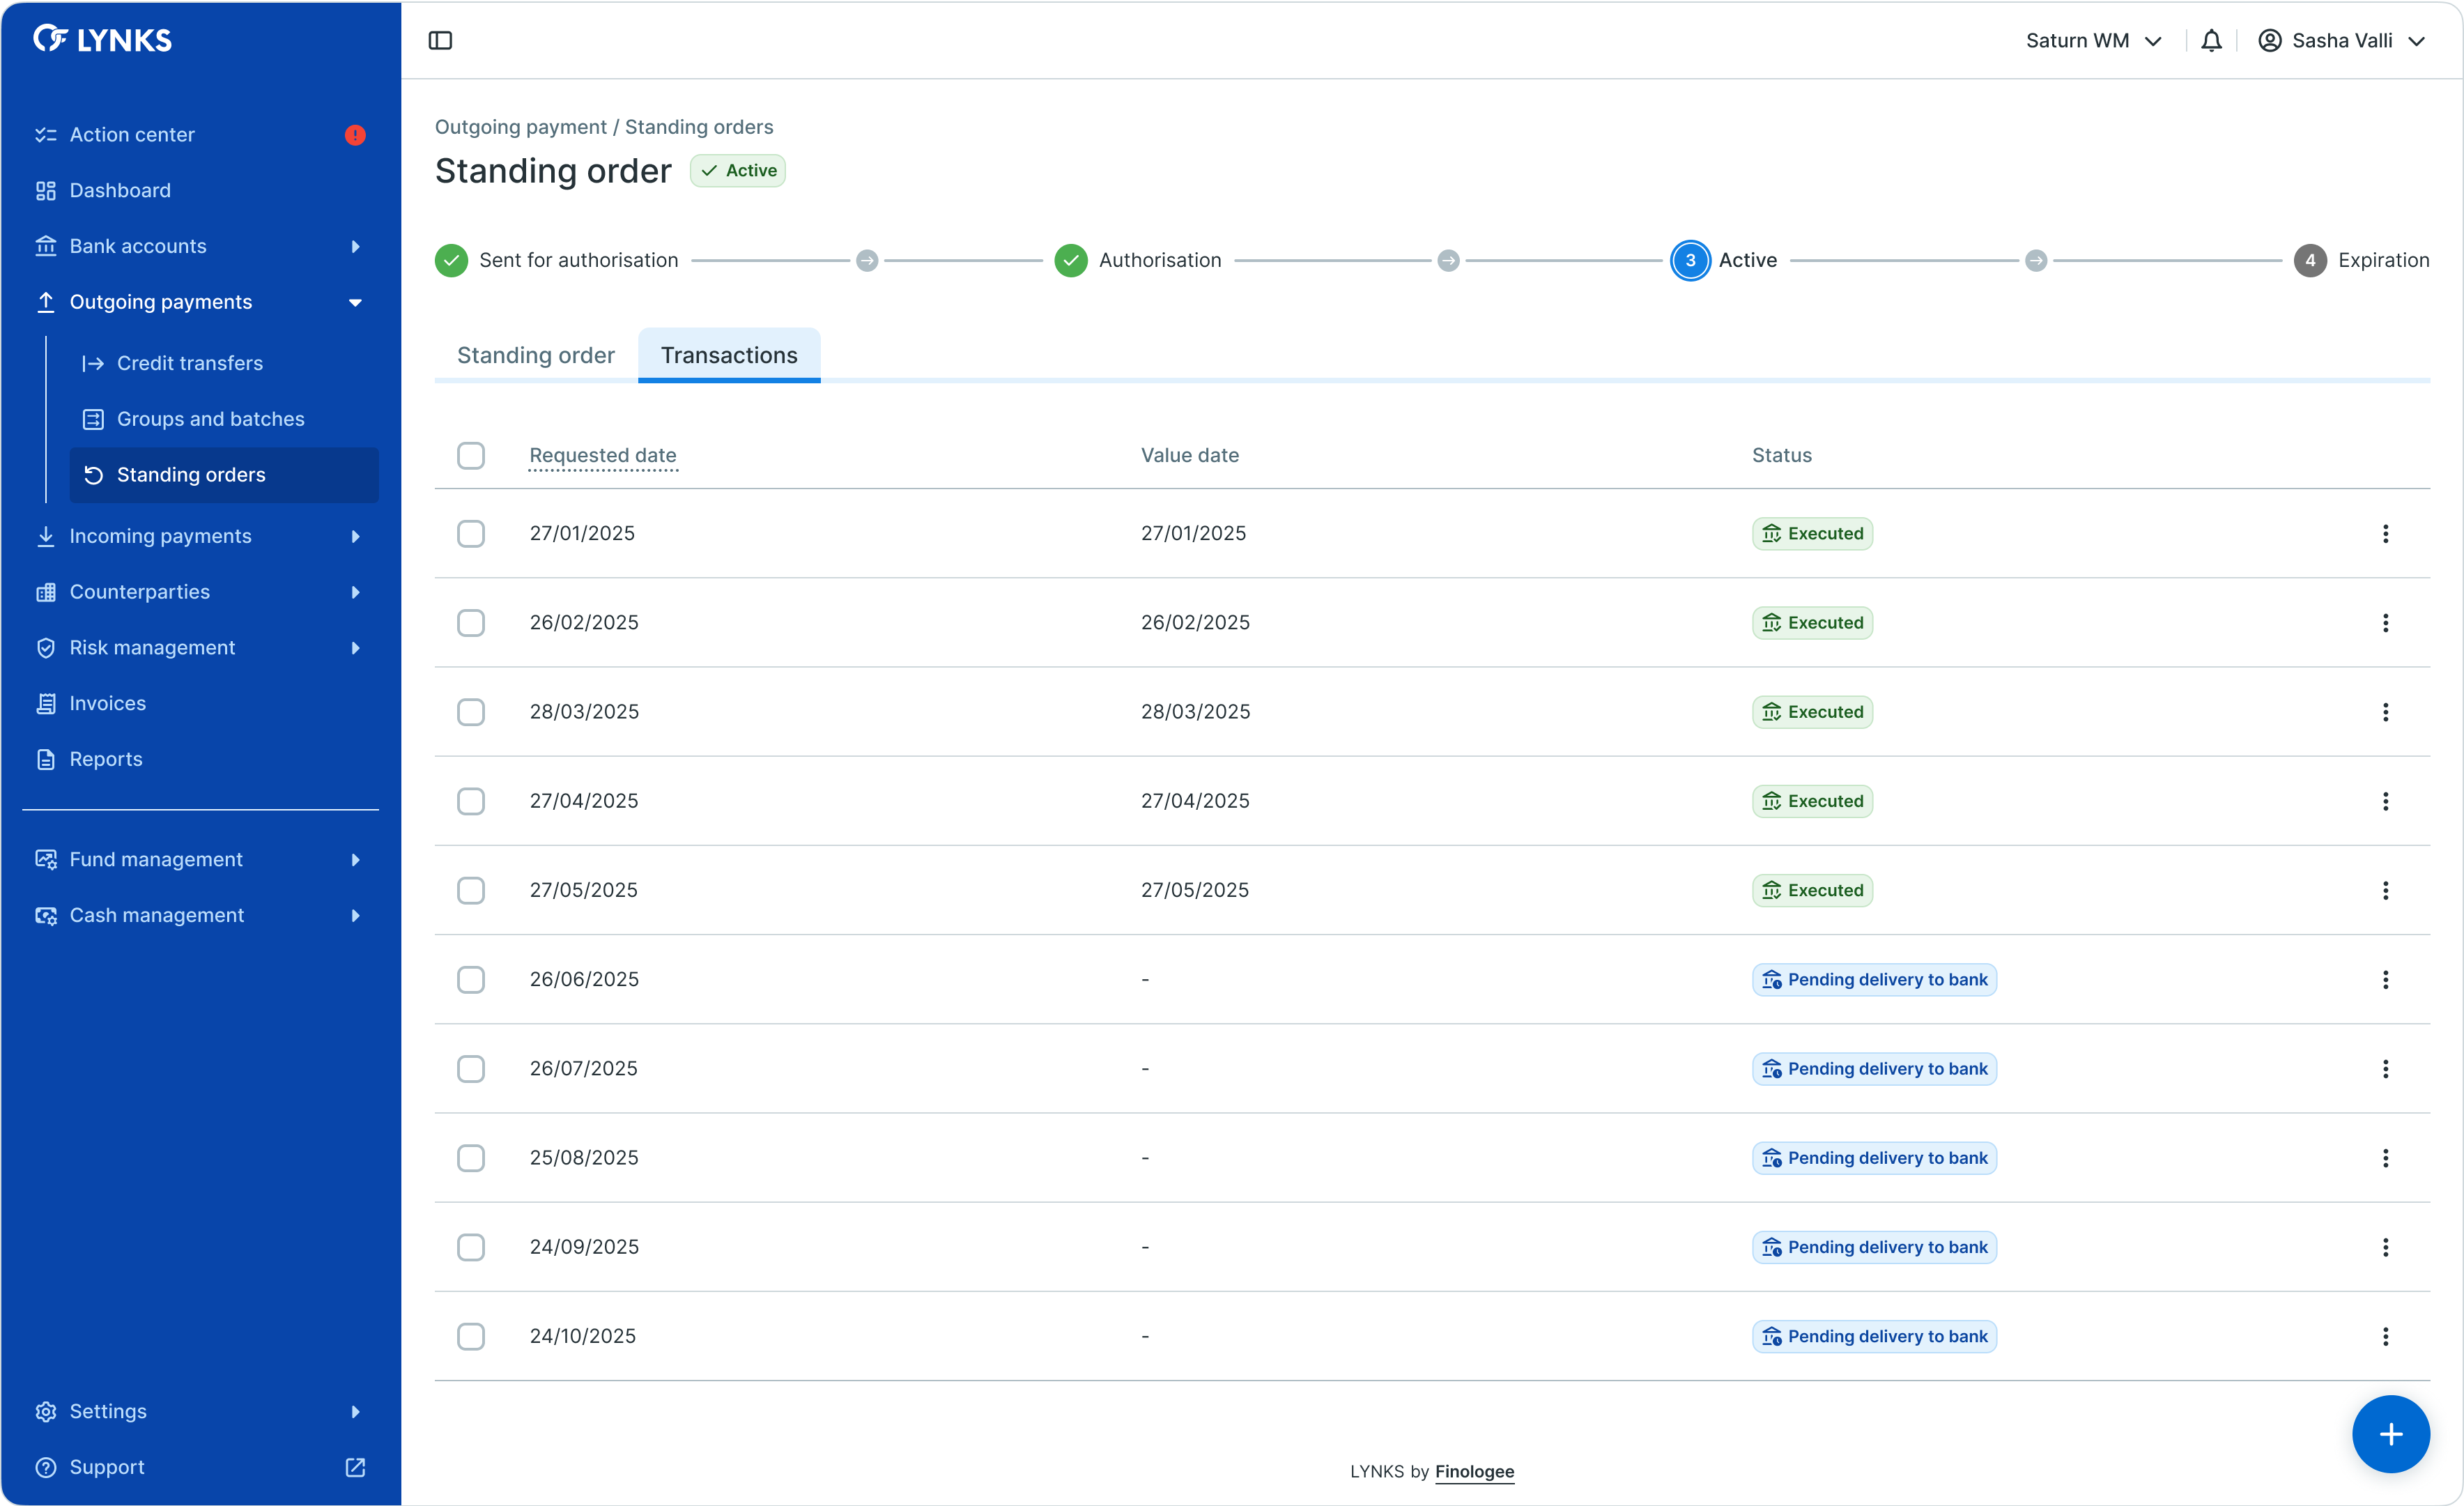 LYNKS
Saturn WM
Sasha Valli
Action center
Dashboard
Bank accounts
Outgoing payments
Credit transfers
Groups and batches
Standing orders
Incoming payments
Counterparties
Risk management
Invoices
Reports
Fund management
Cash management
Settings
Support
Outgoing payment / Standing orders
Standing order Active
Sent for authorisation Authorisation 3 Active 4 Expiration
Standing order Transactions
Requested date Value date Status
27/01/2025 27/01/2025 Executed
26/02/2025 26/02/2025 Executed
28/03/2025 28/03/2025 Executed
27/04/2025 27/04/2025 Executed
27/05/2025 27/05/2025 Executed
26/06/2025 - Pending delivery to bank
26/07/2025 - Pending delivery to bank
25/08/2025 - Pending delivery to bank
24/09/2025 - Pending delivery to bank
24/10/2025 - Pending delivery to bank
LYNKS by Finologee